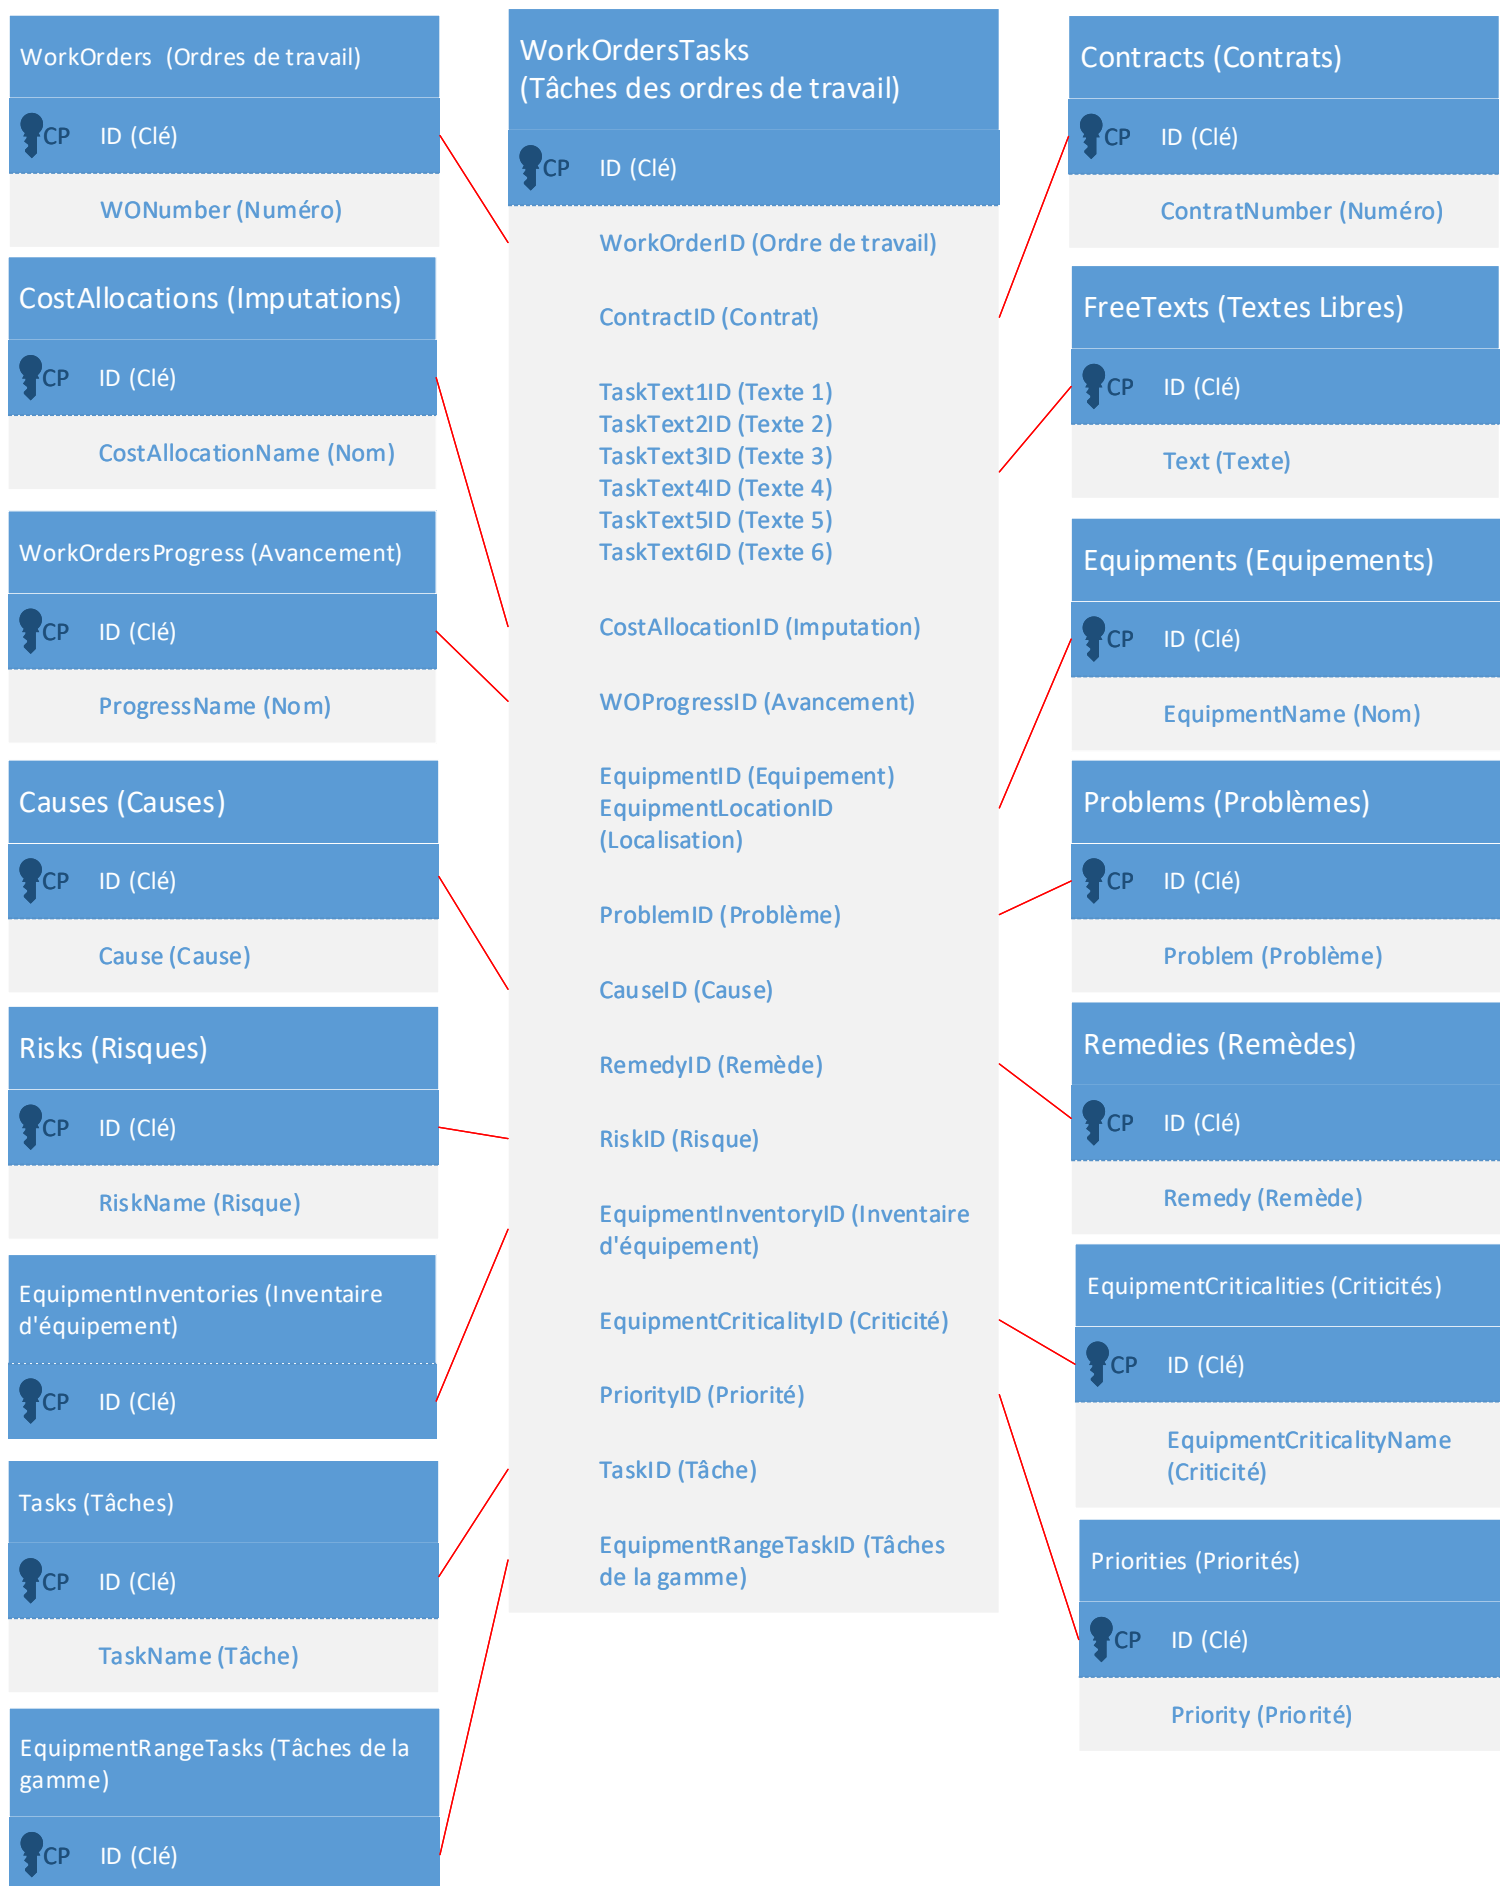 WorkOrders (Ordres de travail)
CP ID (Clé)
WONumber (Numéro)
CostAllocations (Imputations)
CP ID (Clé)
CostAllocationName (Nom)
WorkOrdersProgress (Avancement)
CP ID (Clé)
ProgressName (Nom)
Causes (Causes)
CP ID (Clé)
Cause (Cause)
Risks (Risques)
CP ID (Clé)
RiskName (Risque)
EquipmentInventories (Inventaire
d'équipement)
CP ID (Clé)
Tasks (Tâches)
CP ID (Clé)
TaskName (Tâche)
EquipmentRangeTasks (Tâches de la
gamme)
CP ID (Clé)
WorkOrdersTasks
(Tâches des ordres de travail)
CP ID (Clé)
WorkOrderID (Ordre de travail)
ContractID (Contrat)
TaskText1ID (Texte 1)
TaskText2ID (Texte 2)
TaskText3ID (Texte 3)
TaskText4ID (Texte 4)
TaskText5ID (Texte 5)
TaskText6ID (Texte 6)
CostAllocationID (Imputation)
WOProgressID (Avancement)
EquipmentID (Equipement)
EquipmentLocationID
(Localisation)
ProblemID (Problème)
CauseID (Cause)
RemedyID (Remède)
RiskID (Risque)
EquipmentInventoryID (Inventaire
d'équipement)
EquipmentCriticalityID (Criticité)
PriorityID (Priorité)
TaskID (Tâche)
EquipmentRangeTaskID (Tâches
de la gamme)
Contracts (Contrats)
CP ID (Clé)
ContratNumber (Numéro)
FreeTexts (Textes Libres)
CP ID (Clé)
Text (Texte)
Equipments (Equipements)
CP ID (Clé)
EquipmentName (Nom)
Problems (Problèmes)
CP ID (Clé)
Problem (Problème)
Remedies (Remèdes)
CP ID (Clé)
Remedy (Remède)
EquipmentCriticalities (Criticités)
CP ID (Clé)
EquipmentCriticalityName
(Criticité)
Priorities (Priorités)
CP ID (Clé)
Priority (Priorité)